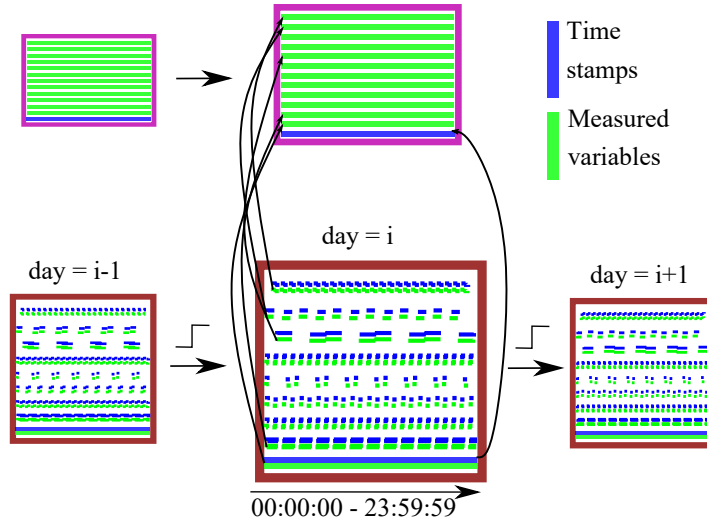 Time
stamps
Measured
variables
day = i-1
day = i
day = i+1
00:00:00 - 23:59:59